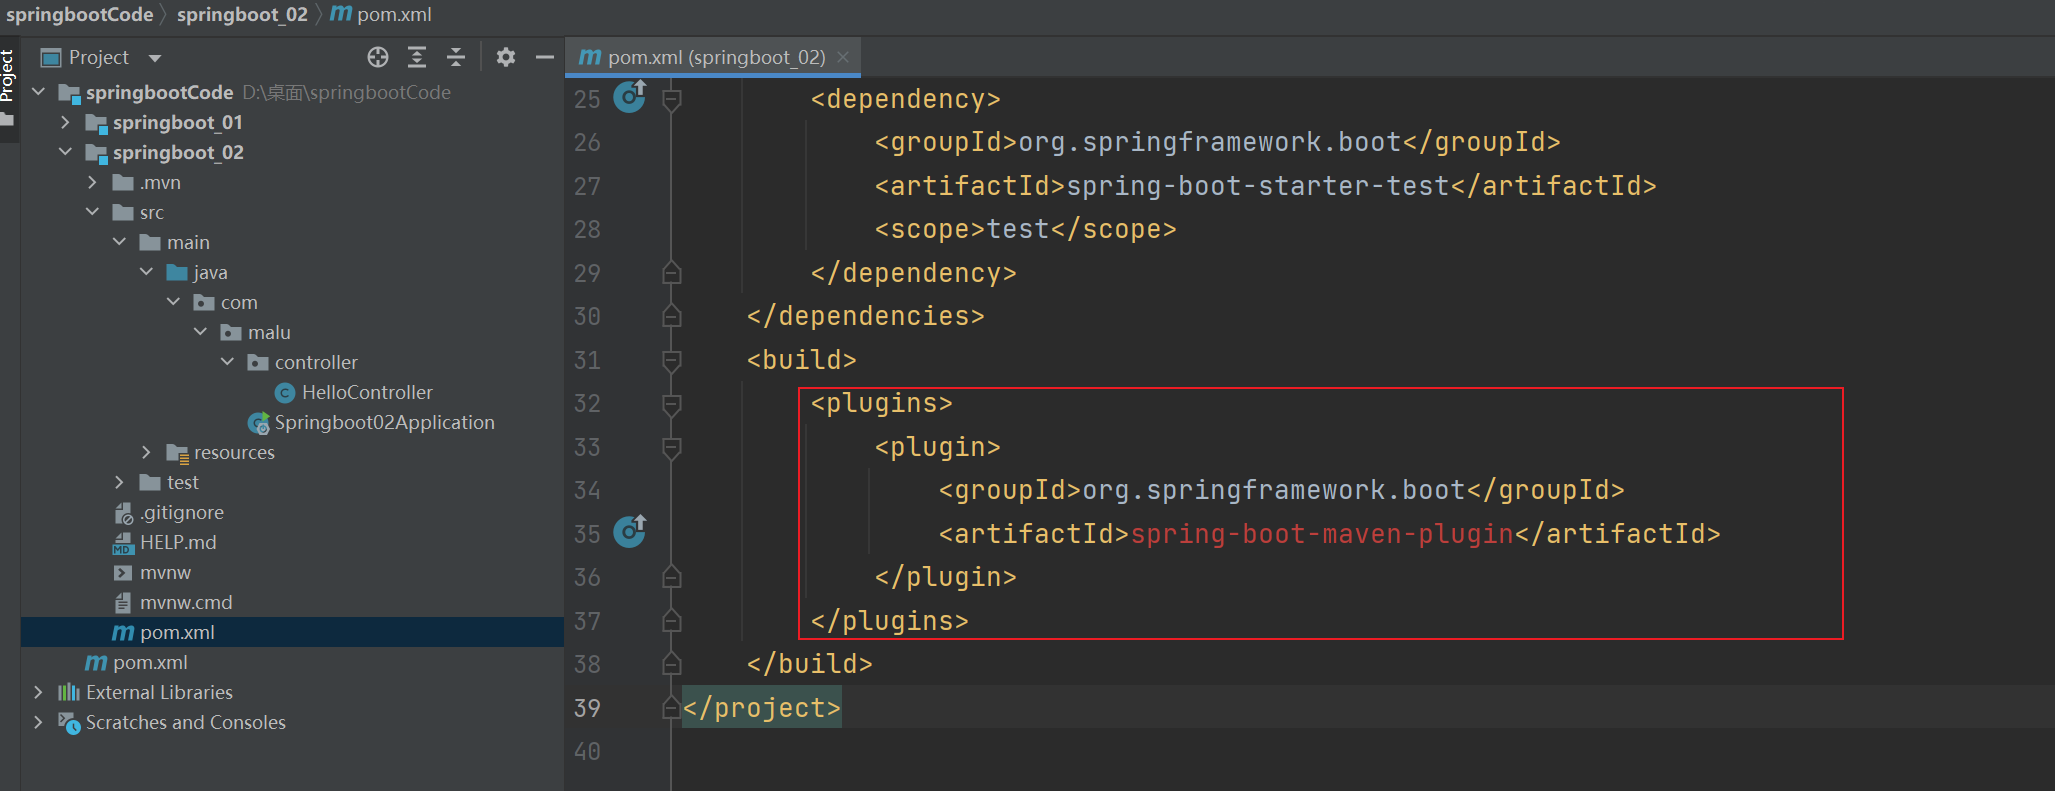 springbootCode springboot_02 m pom.xml
Project
Project
m pom.xml (springboot_02)
springbootCode D:\桌面\springbootCode
springboot_01
springboot_02
.mvn
src
main
java
com
malu
controller
C HelloController
Springboot02Application
resources
test
.gitignore
MD HELP.md
mvnw
mvnw.cmd
m pom.xml
m pom.xml
External Libraries
Scratches and Consoles
25 <dependency>
26 <groupId>org.springframework.boot</groupId>
27 <artifactId>spring-boot-starter-test</artifactId>
28 <scope>test</scope>
29 </dependency>
30 </dependencies>
31 <build>
32 <plugins>
33 <plugin>
34 <groupId>org.springframework.boot</groupId>
35 <artifactId>spring-boot-maven-plugin</artifactId>
36 </plugin>
37 </plugins>
38 </build>
39 </project>
40